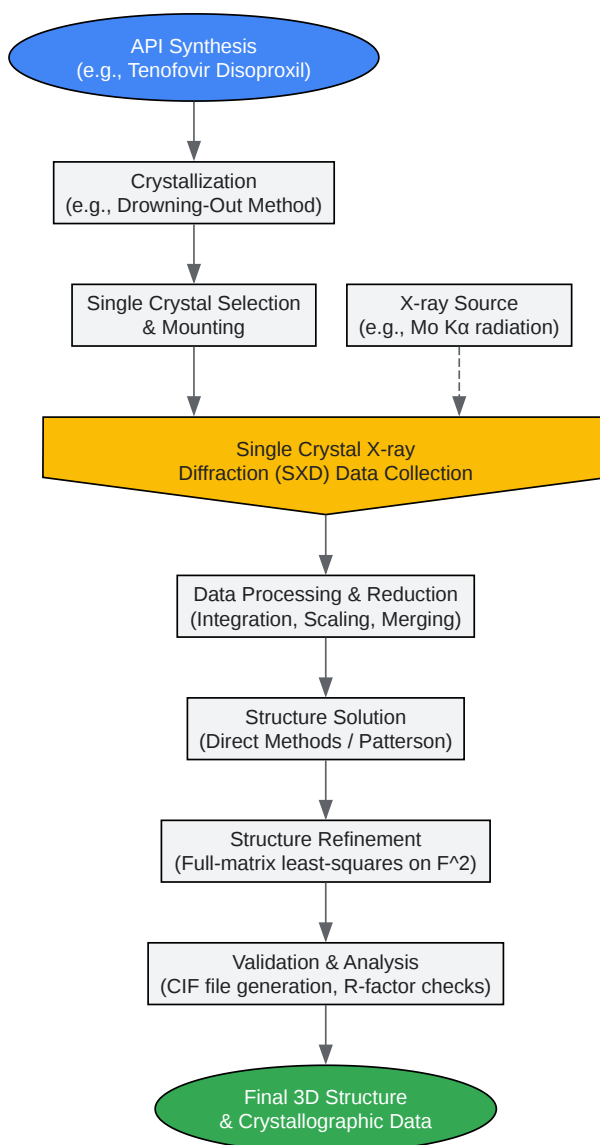 API Synthesis
(e.g., Tenofovir Disoproxil)
Crystallization
(e.g., Drowning-Out Method)
Single Crystal Selection
& Mounting
X-ray Source
(e.g., Mo Kα radiation)
Single Crystal X-ray
Diffraction (SXD) Data Collection
Data Processing & Reduction
(Integration, Scaling, Merging)
Structure Solution
(Direct Methods / Patterson)
Structure Refinement
(Full-matrix least-squares on F^2)
Validation & Analysis
(CIF file generation, R-factor checks)
Final 3D Structure
& Crystallographic Data